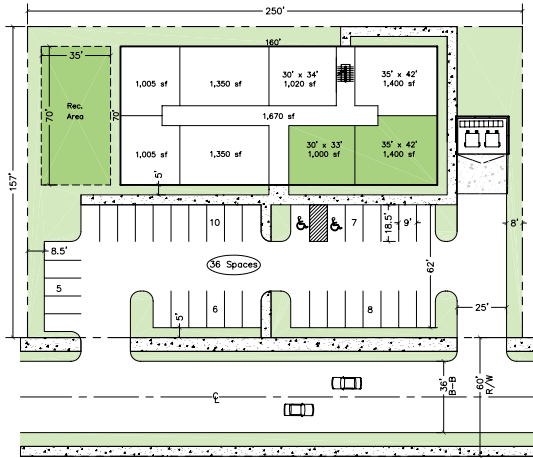 250'
160'
35'
30' x 34'
1,020 sf
35' x 42'
1,400 sf
1,005 sf
1,350 sf
Rec.
Area
70'
70'
1,670 sf
157'
1,005 sf
1,350 sf
30' x 33'
1,000 sf
35' x 42'
1,400 sf
5'
10
7
18.5'
9'
8'
8.5'
36 Spaces
62'
5
25'
6
8
5'
36'
B-B
60'
R/W
CL